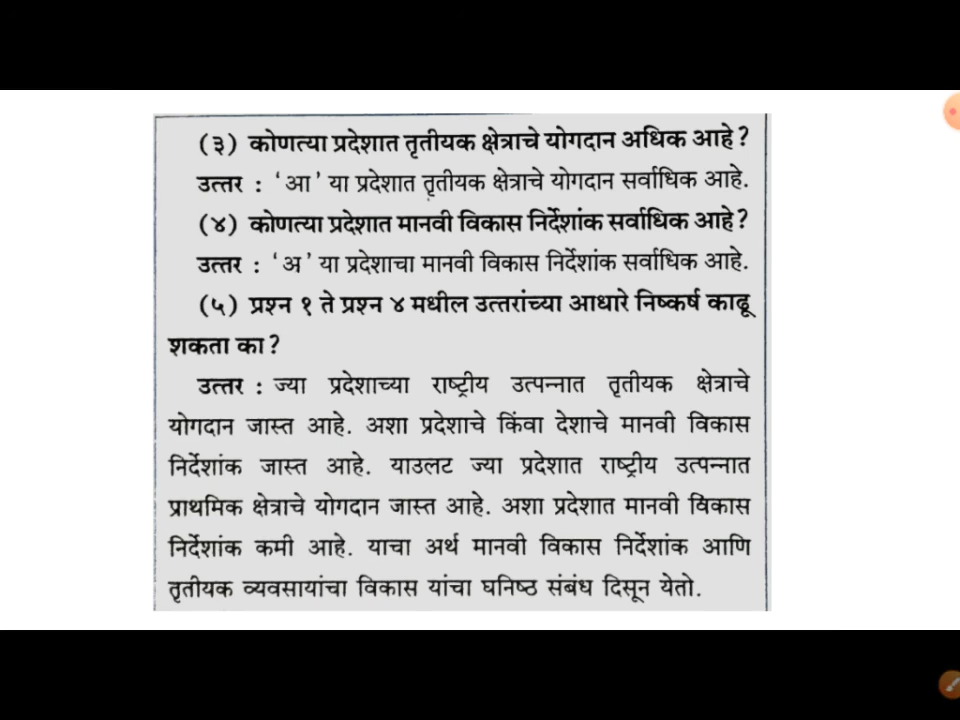 (३) कोणत्या प्रदेशात तृतीयक क्षेत्राचे योगदान अधिक आहे?
उत्तर : ‘आ’ या प्रदेशात तृतीयक क्षेत्राचे योगदान सर्वाधिक आहे.
(४) कोणत्या प्रदेशात मानवी विकास निर्देशांक सर्वाधिक आहे?
उत्तर : ‘अ’ या प्रदेशाचा मानवी विकास निर्देशांक सर्वाधिक आहे.
(५) प्रश्न १ ते प्रश्न ४ मधील उत्तरांच्या आधारे निष्कर्ष काढू
शकता का?
उत्तर : ज्या प्रदेशाच्या राष्ट्रीय उत्पन्नात तृतीयक क्षेत्राचे
योगदान जास्त आहे. अशा प्रदेशाचे किंवा देशाचे मानवी विकास
निर्देशांक जास्त आहे. याउलट ज्या प्रदेशात राष्ट्रीय उत्पन्नात
प्राथमिक क्षेत्राचे योगदान जास्त आहे. अशा प्रदेशात मानवी विकास
निर्देशांक कमी आहे. याचा अर्थ मानवी विकास निर्देशांक आणि
तृतीयक व्यवसायांचा विकास यांचा घनिष्ठ संबंध दिसून येतो.